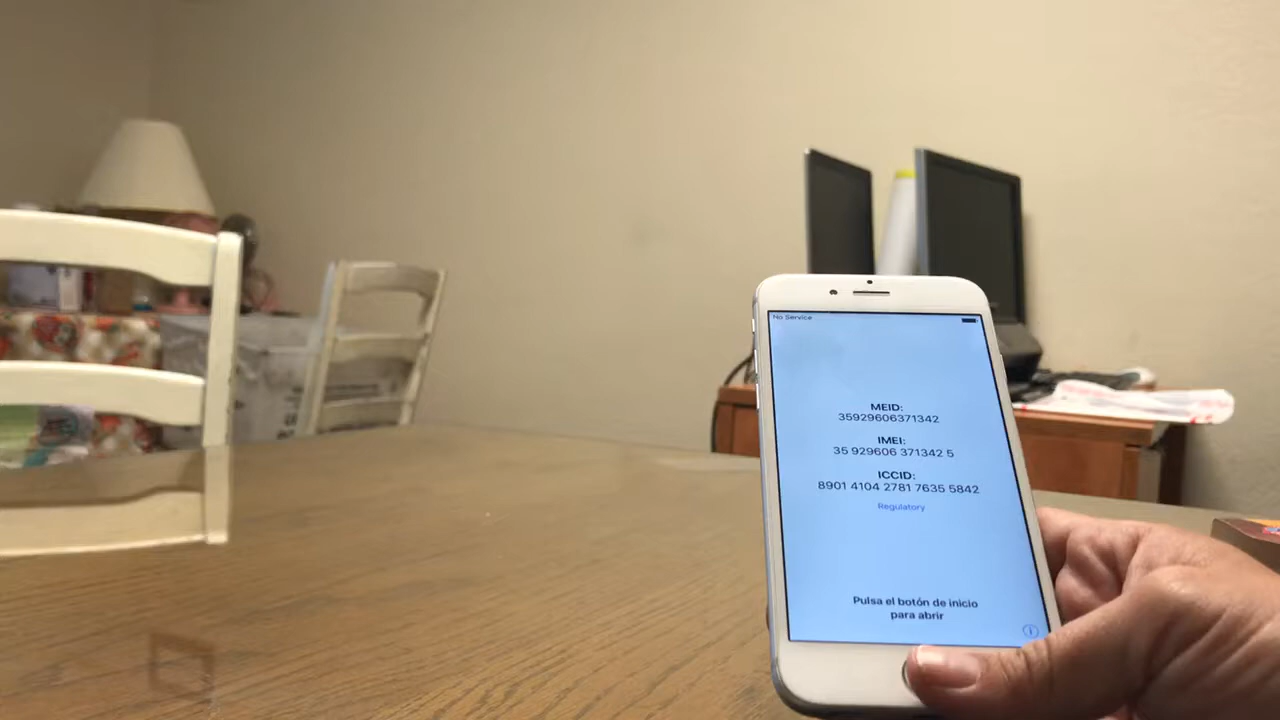 No Service
MEID:
35929606371342
IMEI:
35 929606 371342 5
ICCID:
8901 4104 2781 7635 5842
Regulatory
Pulsa el botón de inicio
para abrir